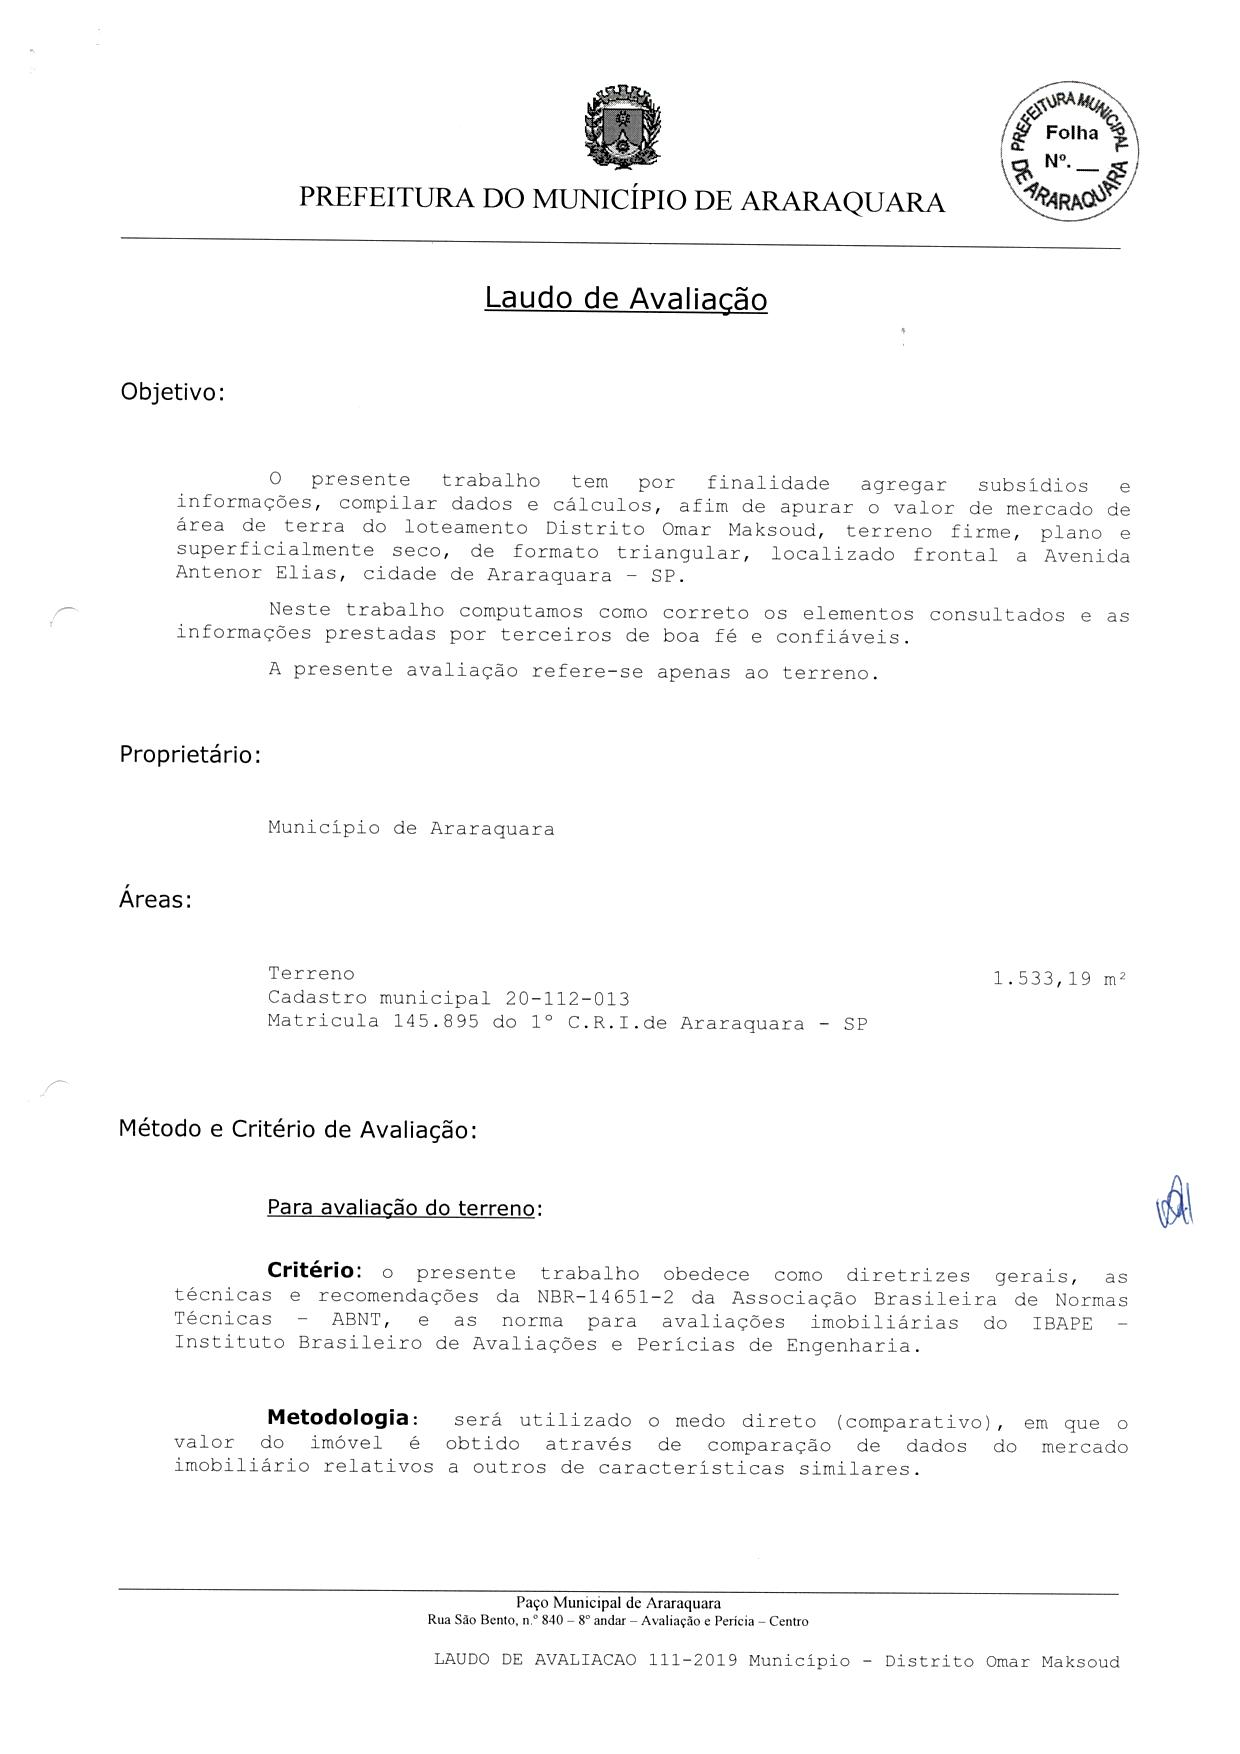 PREFEITURA MUNICIPAL
Folha
Nº. __
DE ARARAQUARA
PREFEITURA DO MUNICÍPIO DE ARARAQUARA
Laudo de Avaliação
Objetivo:
O presente trabalho tem por finalidade agregar subsídios e
informações, compilar dados e cálculos, afim de apurar o valor de mercado de
área de terra do loteamento Distrito Omar Maksoud, terreno firme, plano e
superficialmente seco, de formato triangular, localizado frontal a Avenida
Antenor Elias, cidade de Araraquara – SP.
Neste trabalho computamos como correto os elementos consultados e as
informações prestadas por terceiros de boa fé e confiáveis.
A presente avaliação refere-se apenas ao terreno.
Proprietário:
Município de Araraquara
Áreas:
Terreno 1.533,19 m²
Cadastro municipal 20-112-013
Matricula 145.895 do 1º C.R.I.de Araraquara – SP
Método e Critério de Avaliação:
Para avaliação do terreno:
Critério: o presente trabalho obedece como diretrizes gerais, as
técnicas e recomendações da NBR-14651-2 da Associação Brasileira de Normas
Técnicas – ABNT, e as norma para avaliações imobiliárias do IBAPE –
Instituto Brasileiro de Avaliações e Perícias de Engenharia.
Metodologia: será utilizado o medo direto (comparativo), em que o
valor do imóvel é obtido através de comparação de dados do mercado
imobiliário relativos a outros de características similares.
Paço Municipal de Araraquara
Rua São Bento, n.º 840 – 8º andar – Avaliação e Perícia – Centro
LAUDO DE AVALIACAO 111-2019 Município – Distrito Omar Maksoud